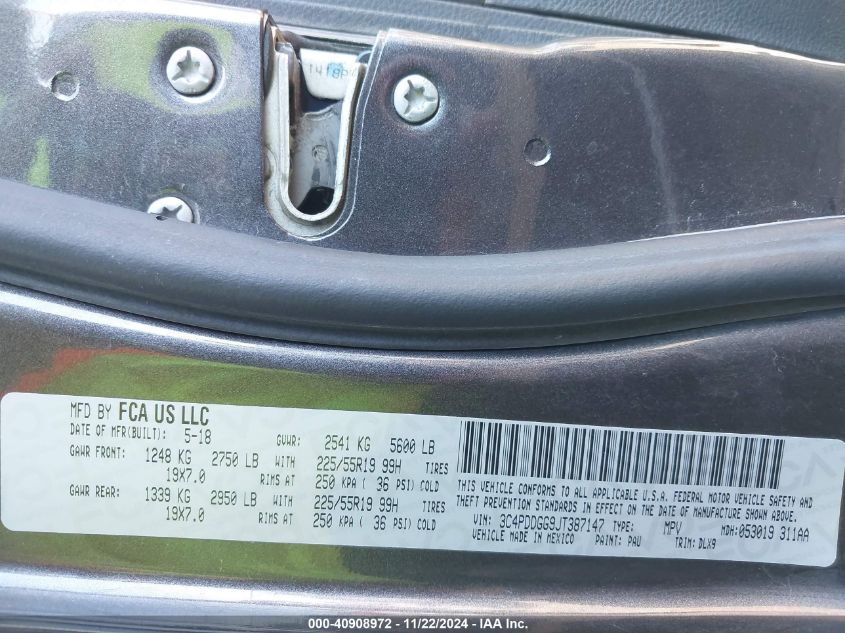 MFD BY FCA US LLC
DATE OF MFR(BUILT): 5-18 GVWR: 2541 KG 5600 LB
GAWR FRONT: 1248 KG 2750 LB WITH 225/55R19 99H TIRES
19X7.0 RIMS AT 250 KPA ( 36 PSI) COLD
GAWR REAR: 1339 KG 2950 LB WITH 225/55R19 99H TIRES
19X7.0 RIMS AT 250 KPA ( 36 PSI) COLD
THIS VEHICLE CONFORMS TO ALL APPLICABLE U.S.A. FEDERAL MOTOR VEHICLE SAFETY AND
THEFT PREVENTION STANDARDS IN EFFECT ON THE DATE OF MANUFACTURE SHOWN ABOVE.
VIN: 3C4PDDGG9JT387147 TYPE: MPV MDH:053019 311AA
VEHICLE MADE IN MEXICO PAINT: PAU TRIM: DLX9
000-40908972 - 11/22/2024 - IAA Inc.